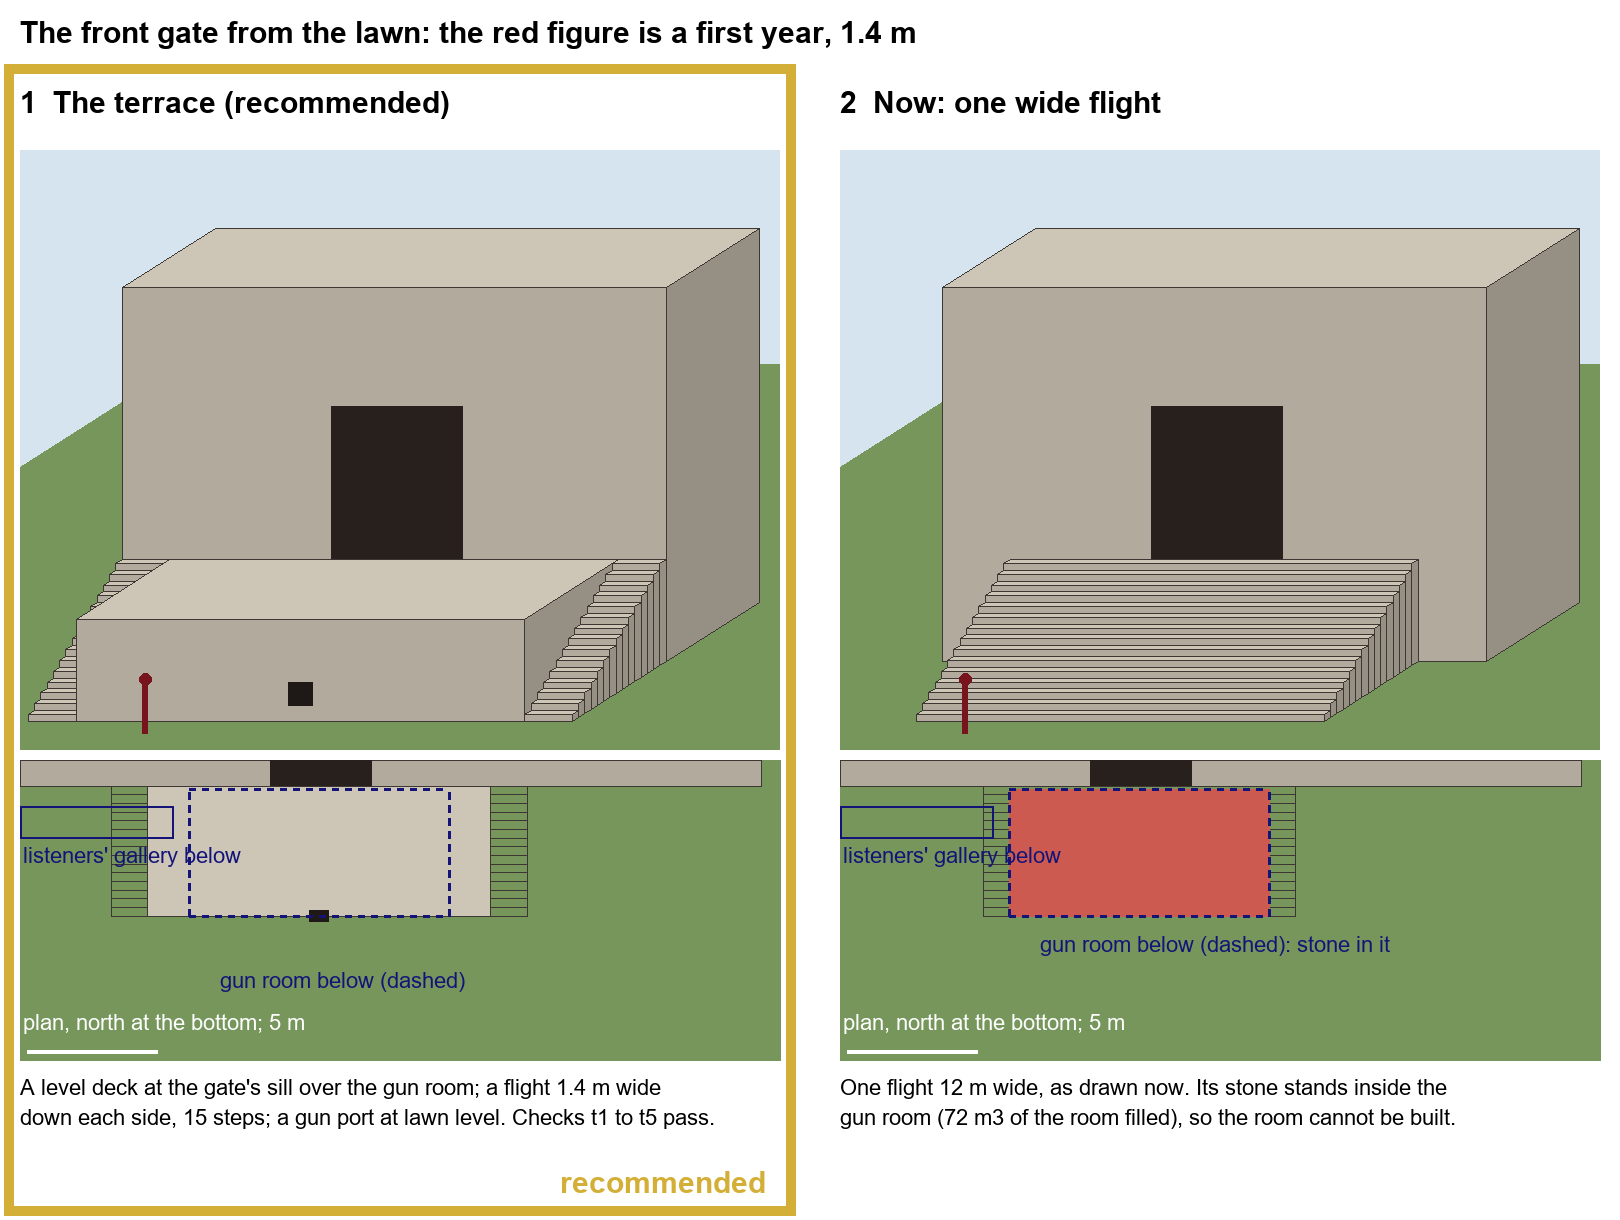 The front gate from the lawn: the red figure is a first year, 1.4 m
1 The terrace (recommended)
listeners' gallery below
gun room below (dashed)
plan, north at the bottom; 5 m
A level deck at the gate's sill over the gun room; a flight 1.4 m wide
down each side, 15 steps; a gun port at lawn level. Checks t1 to t5 pass.
recommended
2 Now: one wide flight
listeners' gallery below
gun room below (dashed): stone in it
plan, north at the bottom; 5 m
One flight 12 m wide, as drawn now. Its stone stands inside the
gun room (72 m3 of the room filled), so the room cannot be built.